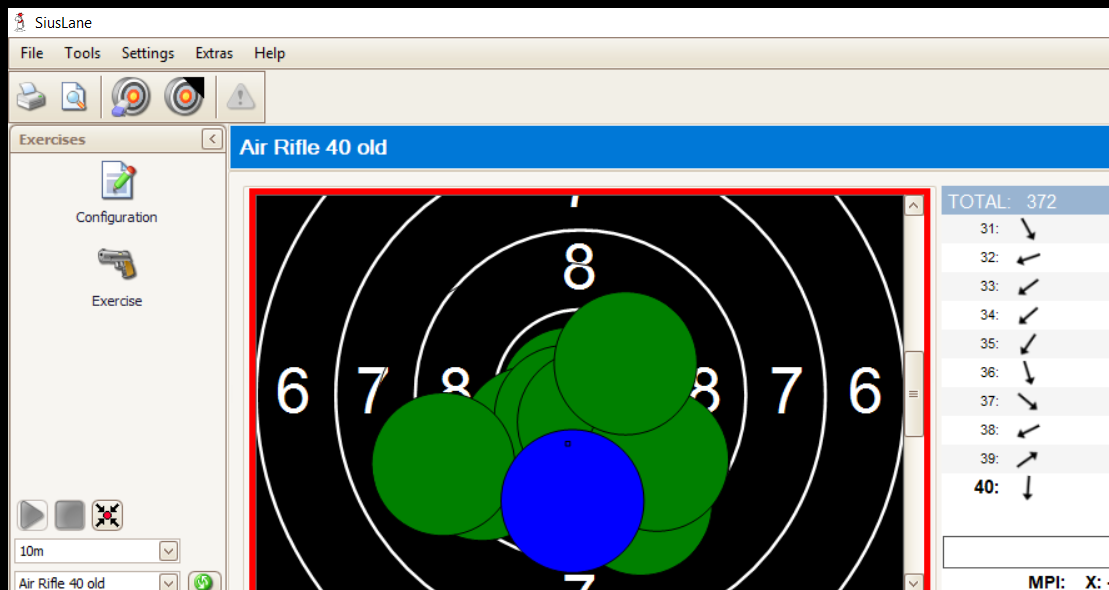 SiusLane
File Tools Settings Extras Help
Exercises
Air Rifle 40 old
Configuration
Exercise
10m
Air Rifle 40 old
8
6 7 8 8 7 6
7
TOTAL: 372
31:
32:
33:
34:
35:
36:
37:
38:
39:
40:
MPI: X: -